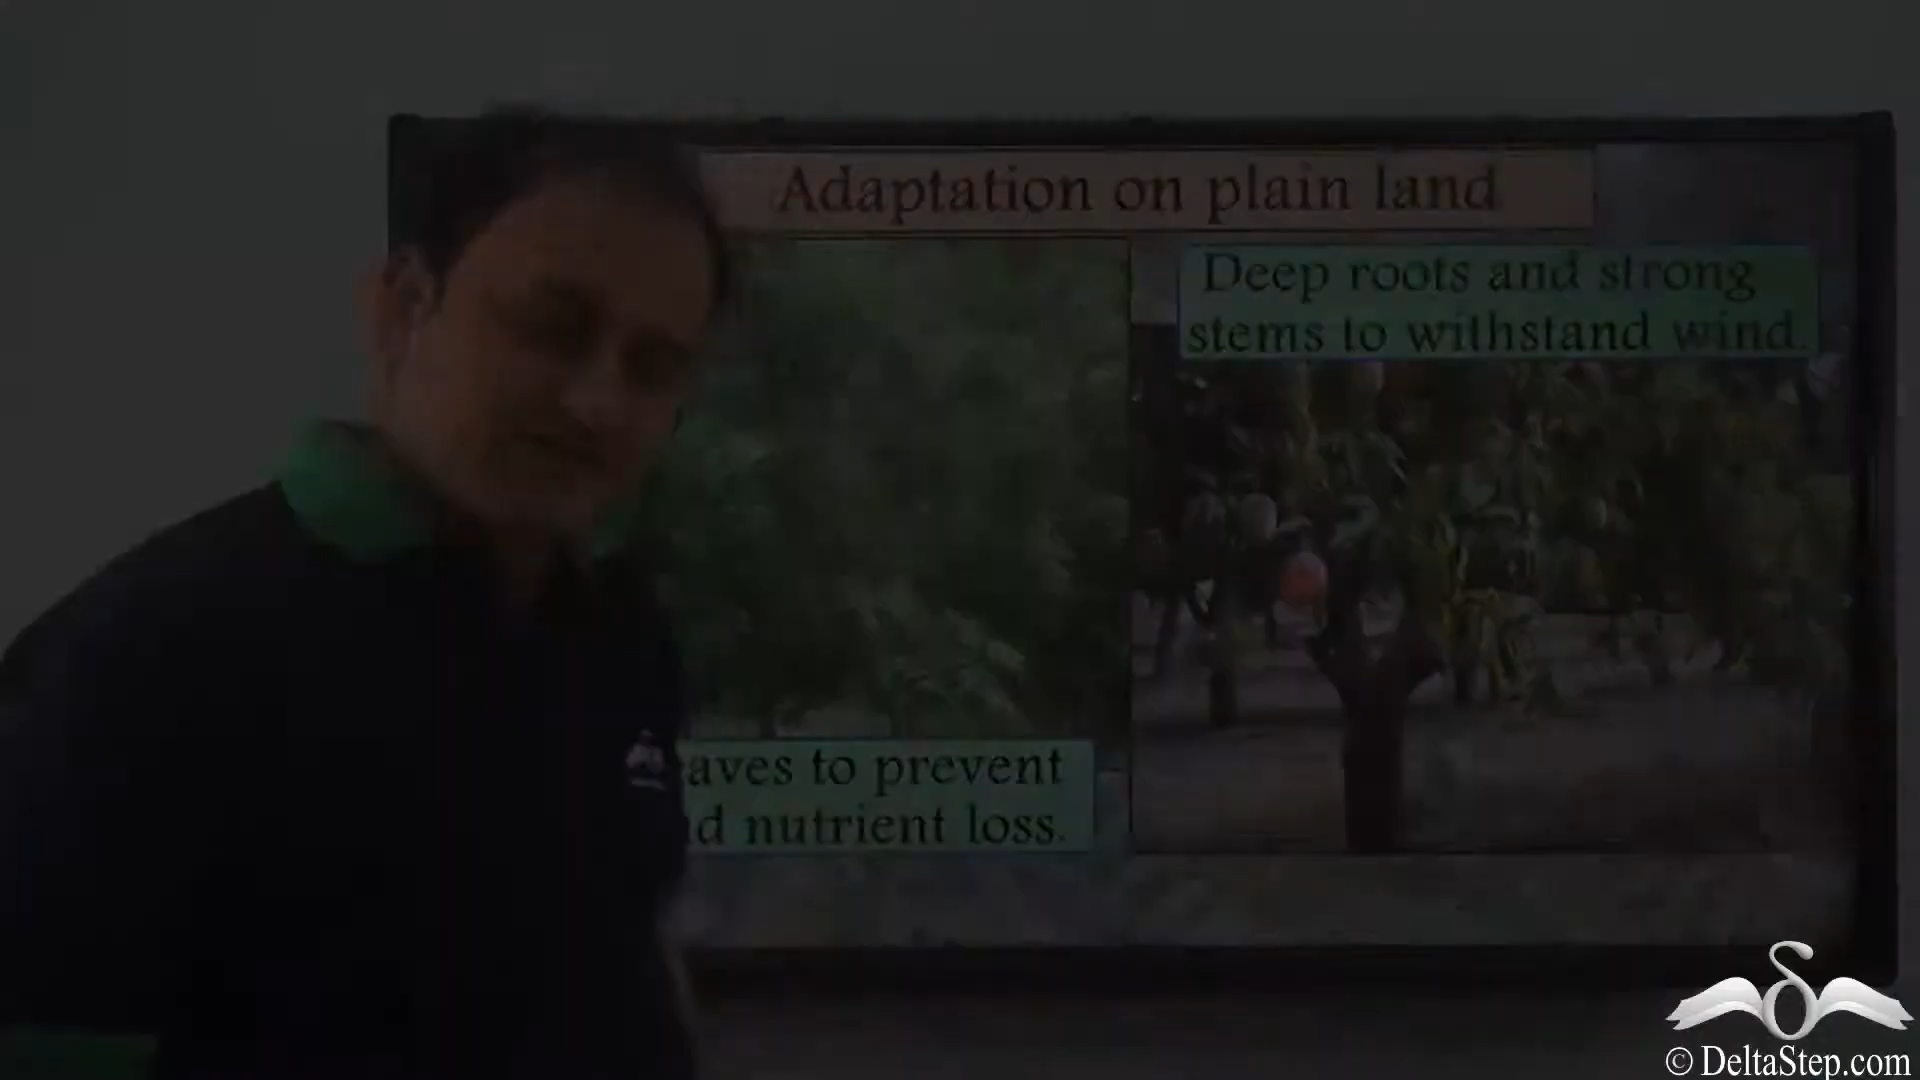 Adaptation on plain land
Deep roots and strong
stems to withstand wind.
aves to prevent
d nutrient loss.
© DeltaStep.com